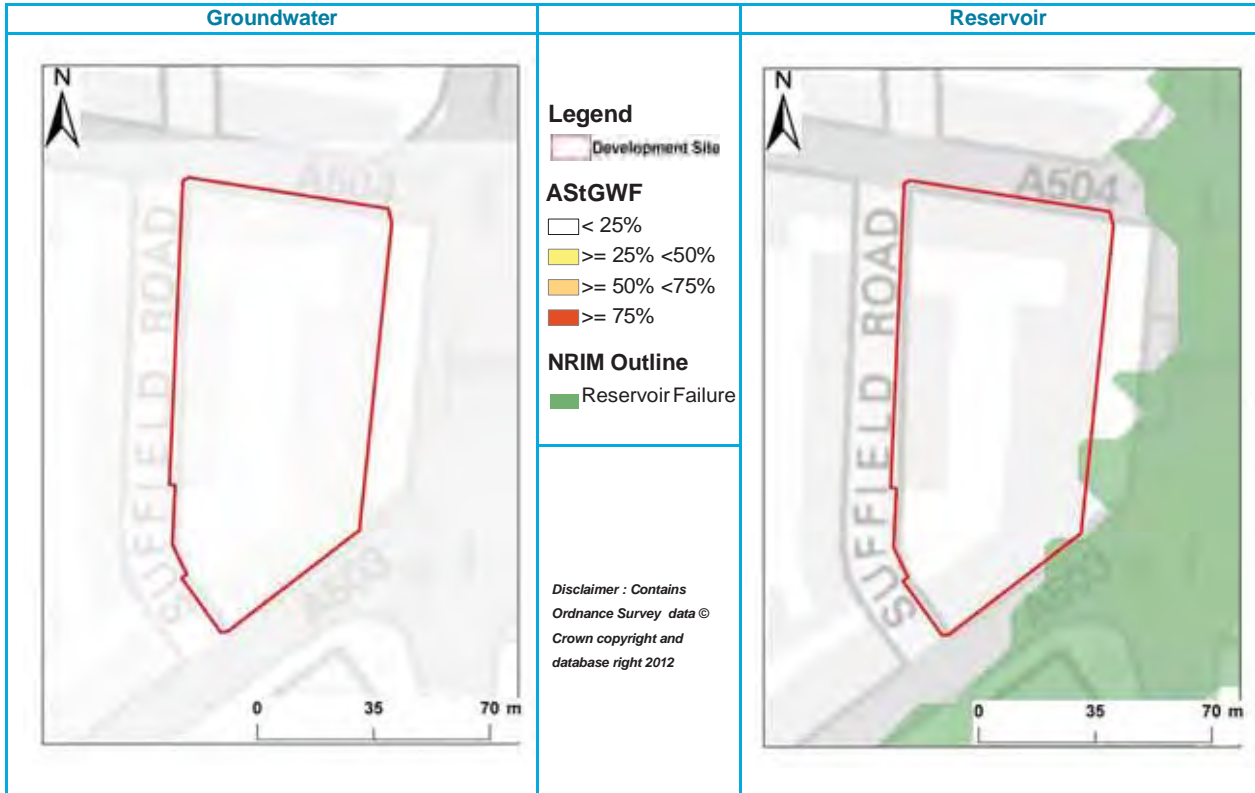 Groundwater
Reservoir
N
A504
SUFFIELD ROAD
A503
0 35 70 m
Legend
Development Site
AStGWF
< 25%
>= 25% <50%
>= 50% <75%
>= 75%
NRIM Outline
Reservoir Failure
Disclaimer : Contains
Ordnance Survey data ©
Crown copyright and
database right 2012
N
A504
SUFFIELD ROAD
A503
0 35 70 m